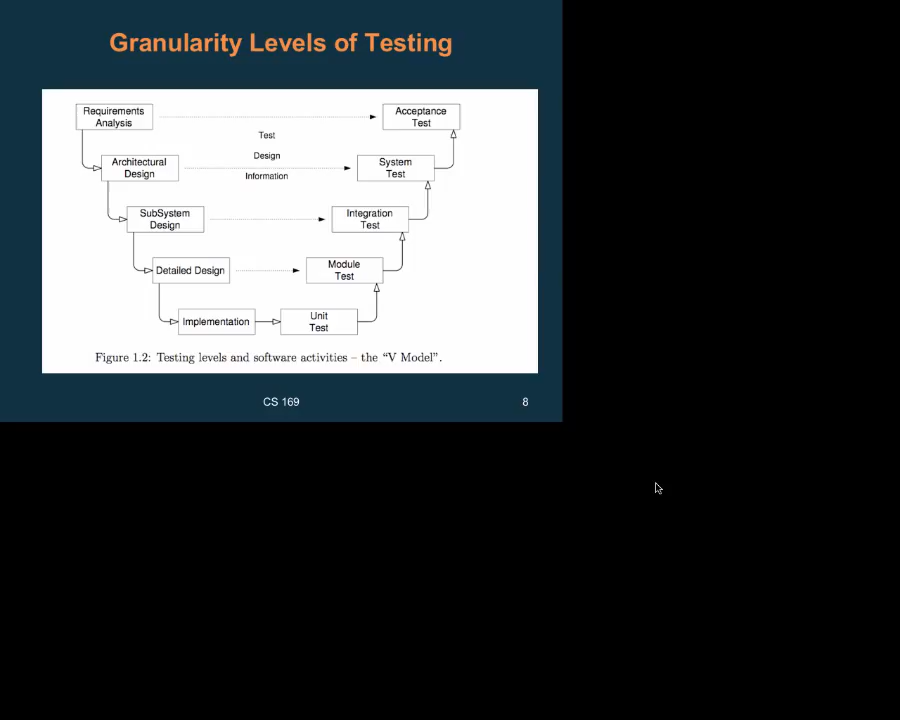 Granularity Levels of Testing
Requirements
Analysis
Acceptance
Test
Test
Design
Information
Architectural
Design
System
Test
SubSystem
Design
Integration
Test
Detailed Design
Module
Test
Implementation
Unit
Test
Figure 1.2: Testing levels and software activities – the “V Model”.
CS 169
8